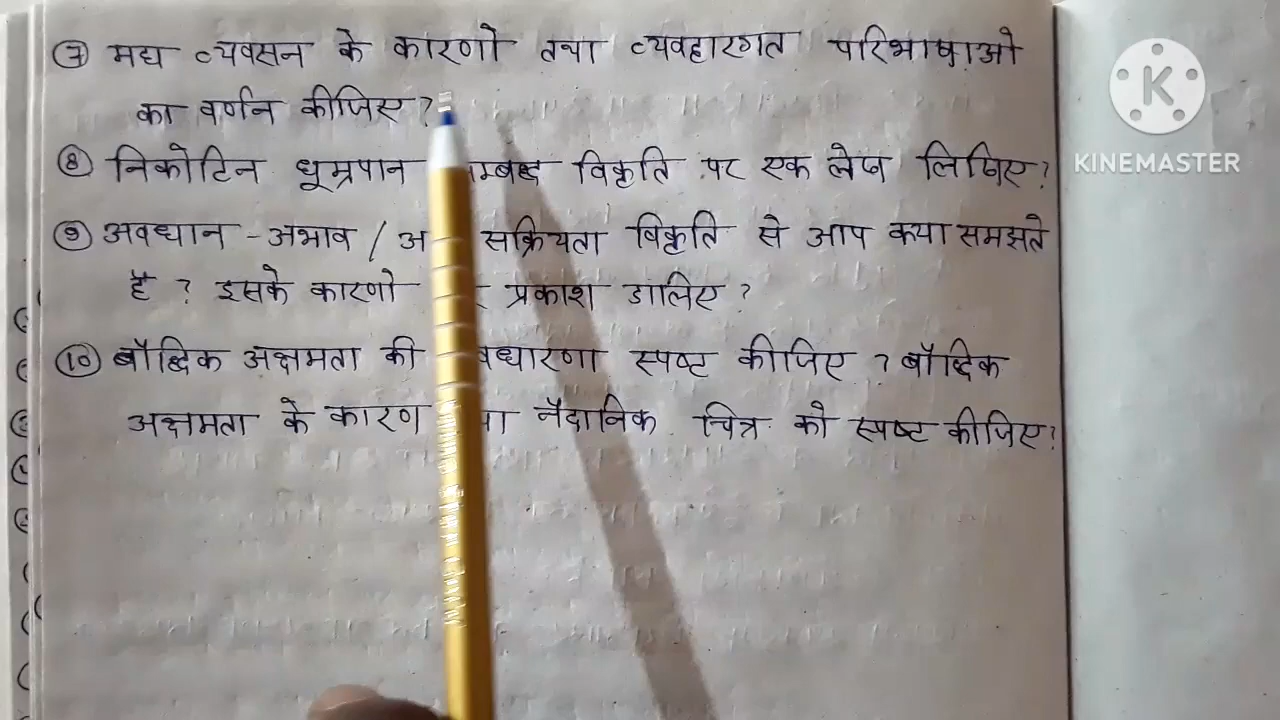 ⑦ मद्य व्यवसन के कारणो तथा व्यवहारगत परिभाषाओ
का वर्णन कीजिए?
⑧ निकोटिन धूम्रपान विकृति पर एक लेख लिखिए?
⑨ अवधान - अभाव / सक्रियता विकृति से आप क्या समझते
है ? इसके कारणो प्रकाश डालिए ?
⑩ बौद्धिक अक्षमता की स्पष्ट कीजिए ? बौद्धिक
अक्षमता के कारण नैदानिक चित्र को स्पष्ट कीजिए?
K
KINEMASTER